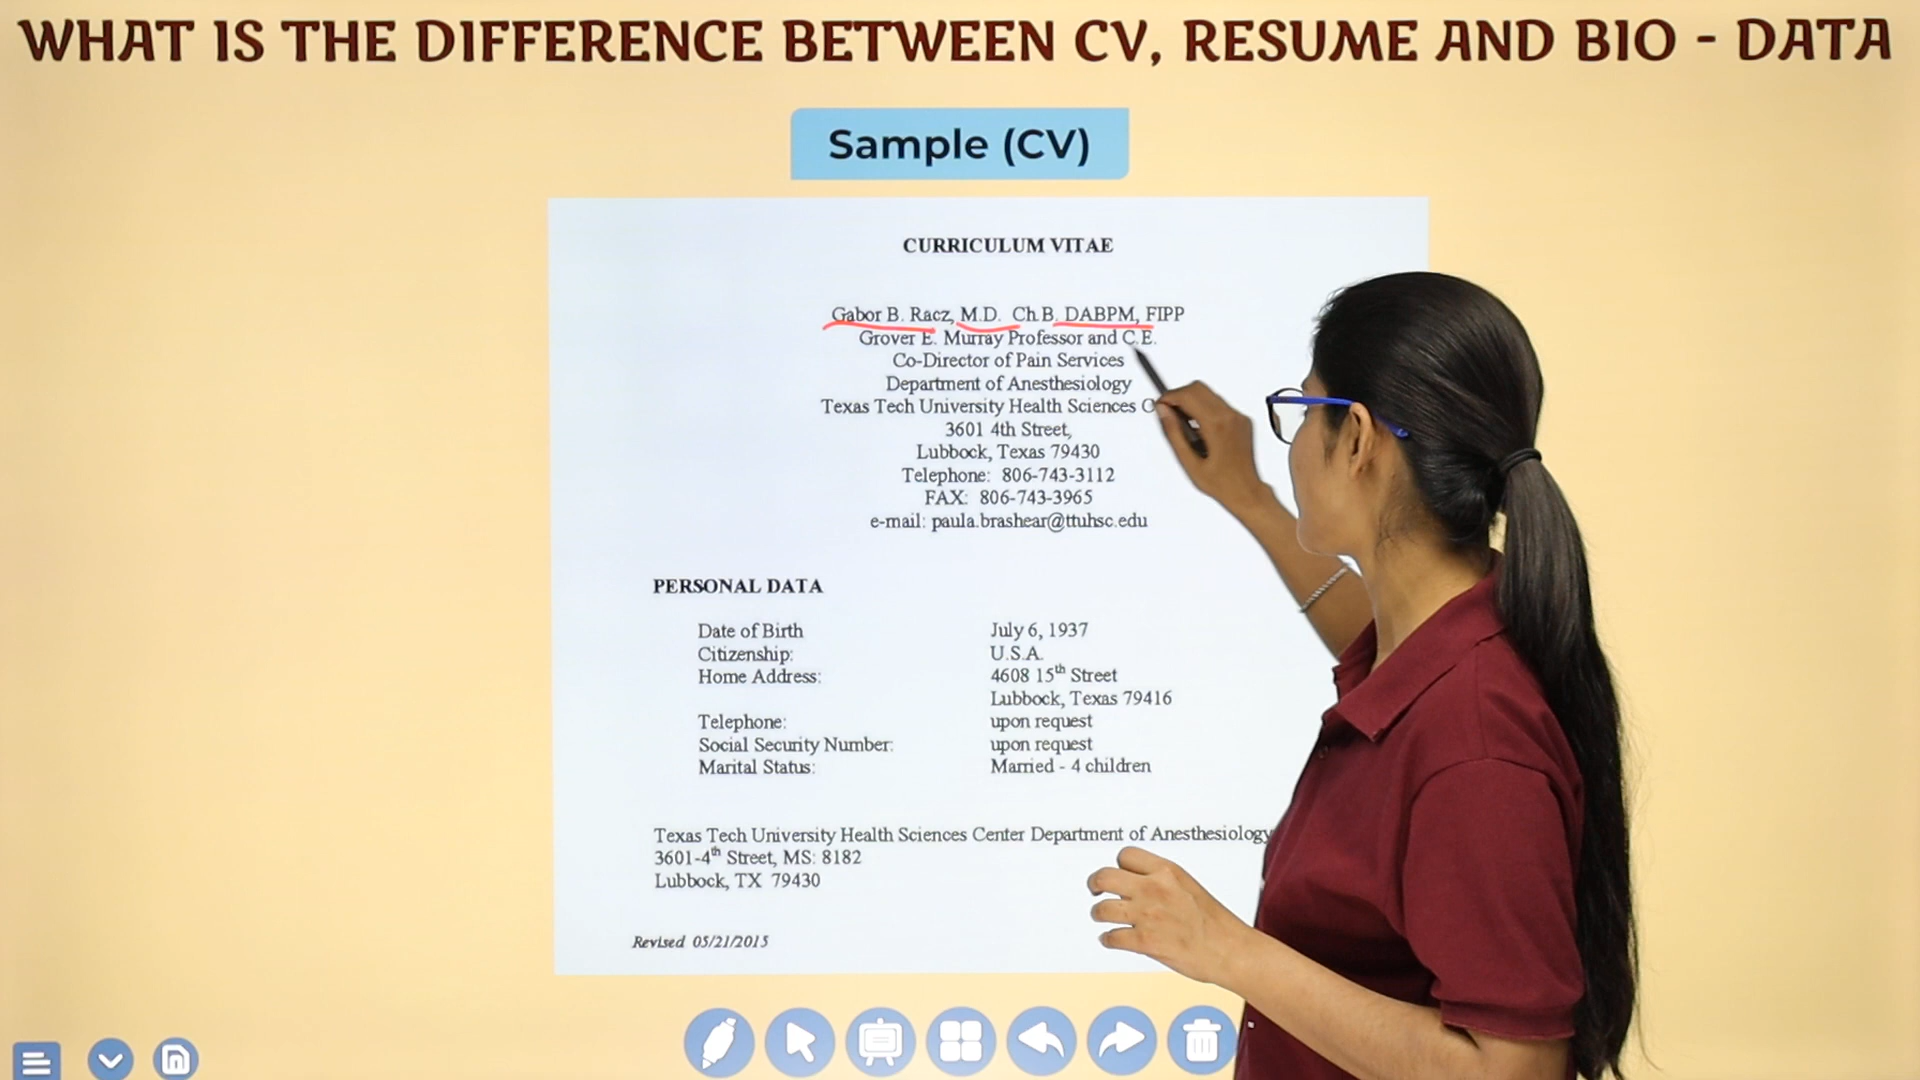 WHAT IS THE DIFFERENCE BETWEEN CV, RESUME AND BIO - DATA
Sample (CV)
CURRICULUM VITAE
Gabor B. Racz, M.D. Ch.B. DABPM, FIPP
Grover E. Murray Professor and C.E.
Co-Director of Pain Services
Department of Anesthesiology
Texas Tech University Health Sciences
3601 4th Street,
Lubbock, Texas 79430
Telephone: 806-743-3112
FAX: 806-743-3965
e-mail: paula.brashear@ttuhsc.edu
PERSONAL DATA
Date of Birth July 6, 1937
Citizenship: U.S.A.
Home Address: 4608 15th Street
Lubbock, Texas 79416
Telephone: upon request
Social Security Number: upon request
Marital Status: Married - 4 children
Texas Tech University Health Sciences Center Department of Anesthesiology
3601-4th Street, MS: 8182
Lubbock, TX 79430
Revised 05/21/2015